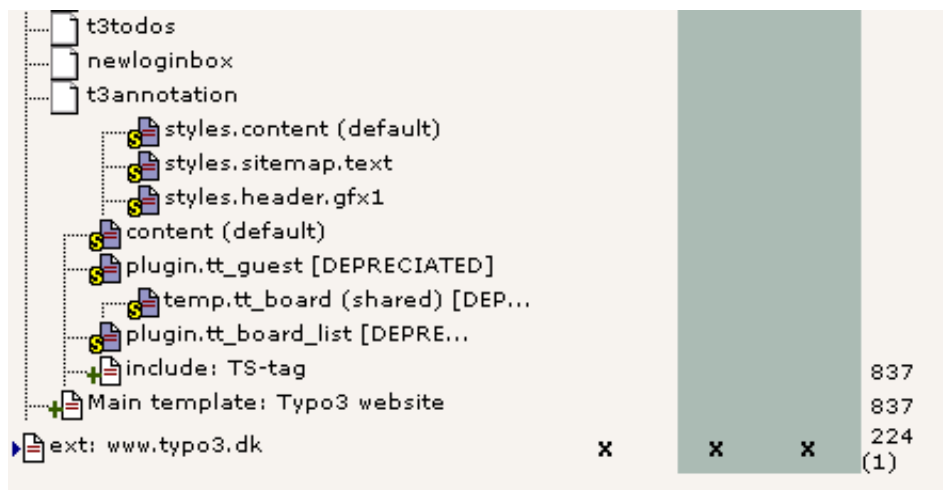 t3todos
newloginbox
t3annotation
styles.content (default)
styles.sitemap.text
styles.header.gfx1
content (default)
plugin.tt_guest [DEPRECIATED]
temp.tt_board (shared) [DEP...
plugin.tt_board_list [DEPRE...
include: TS-tag 837
Main template: Typo3 website 837
ext: www.typo3.dk x x x 224
(1)